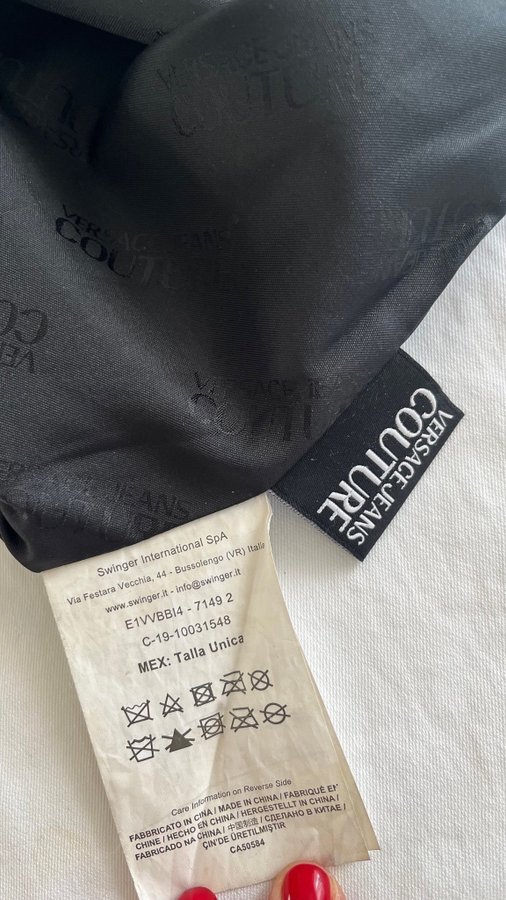 VERSACE JEANS
COUTURE
VERSACE JEANS
COUTURE
VERSACE JEANS
COUTURE
VERSACE JEANS
COUTURE
Swinger International SpA
Via Festara Vecchia, 44 - Bussolengo (VR) Italia
www.swinger.it - info@swinger.it
E1VVBBI4 - 7149 2
C-19-10031548
MEX: Talla Unica
Care Information on Reverse Side
FABBRICATO IN CINA / MADE IN CHINA / FABRIQUÉ EN
CHINE / HECHO EN CHINA / HERGESTELLT IN CHINA /
FABRICADO NA CHINA / 中国制造 / СДЕЛАНО В КИТАЕ /
ÇIN'DE ÜRETILMIŞTIR
CA50584